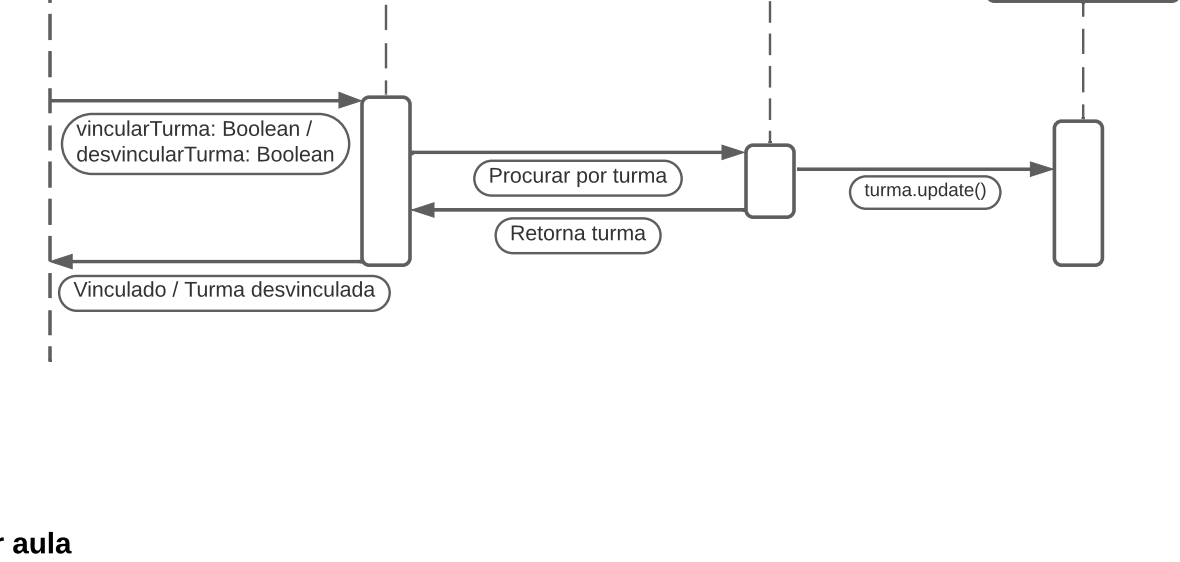 vincularTurma: Boolean /
desvincularTurma: Boolean
Procurar por turma
turma.update()
Retorna turma
Vinculado / Turma desvinculada
aula